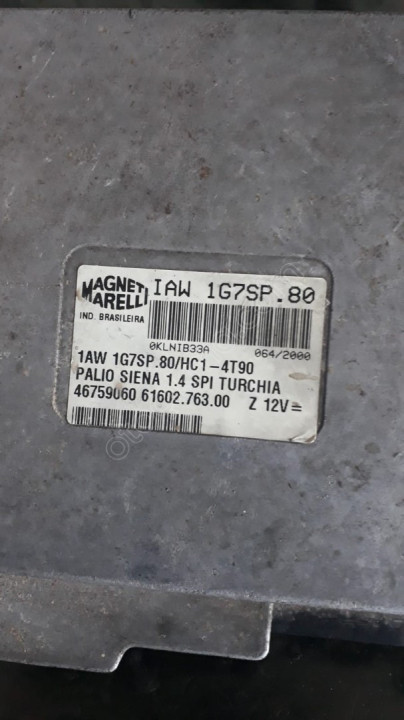 MAGNETI MARELLI
IAW 1G7SP.80
IND. BRASILEIRA
0KLNIB33A 064/2000
1AW 1G7SP.80/HC1-4T90
PALIO SIENA 1.4 SPI TURCHIA
46759060 61602.763.00 Z 12V=